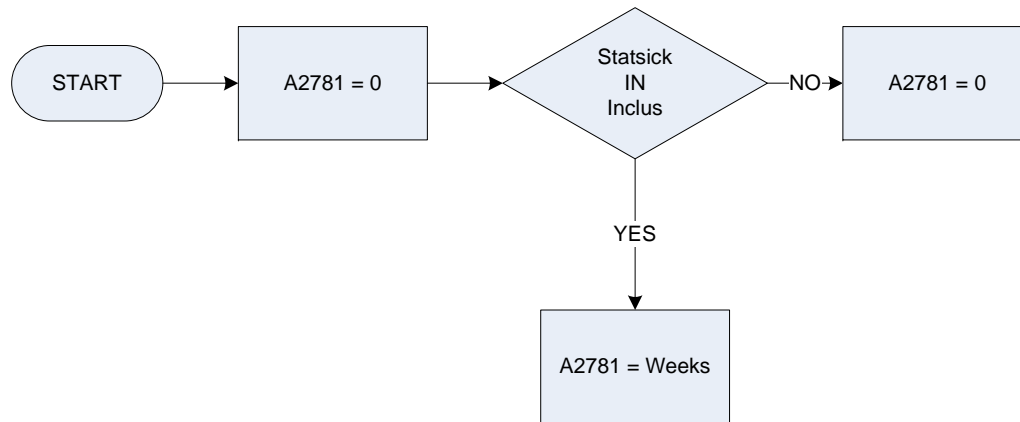 START
A2781 = 0
Statsick
IN
Inclus
NO
A2781 = 0
YES
A2781 = Weeks